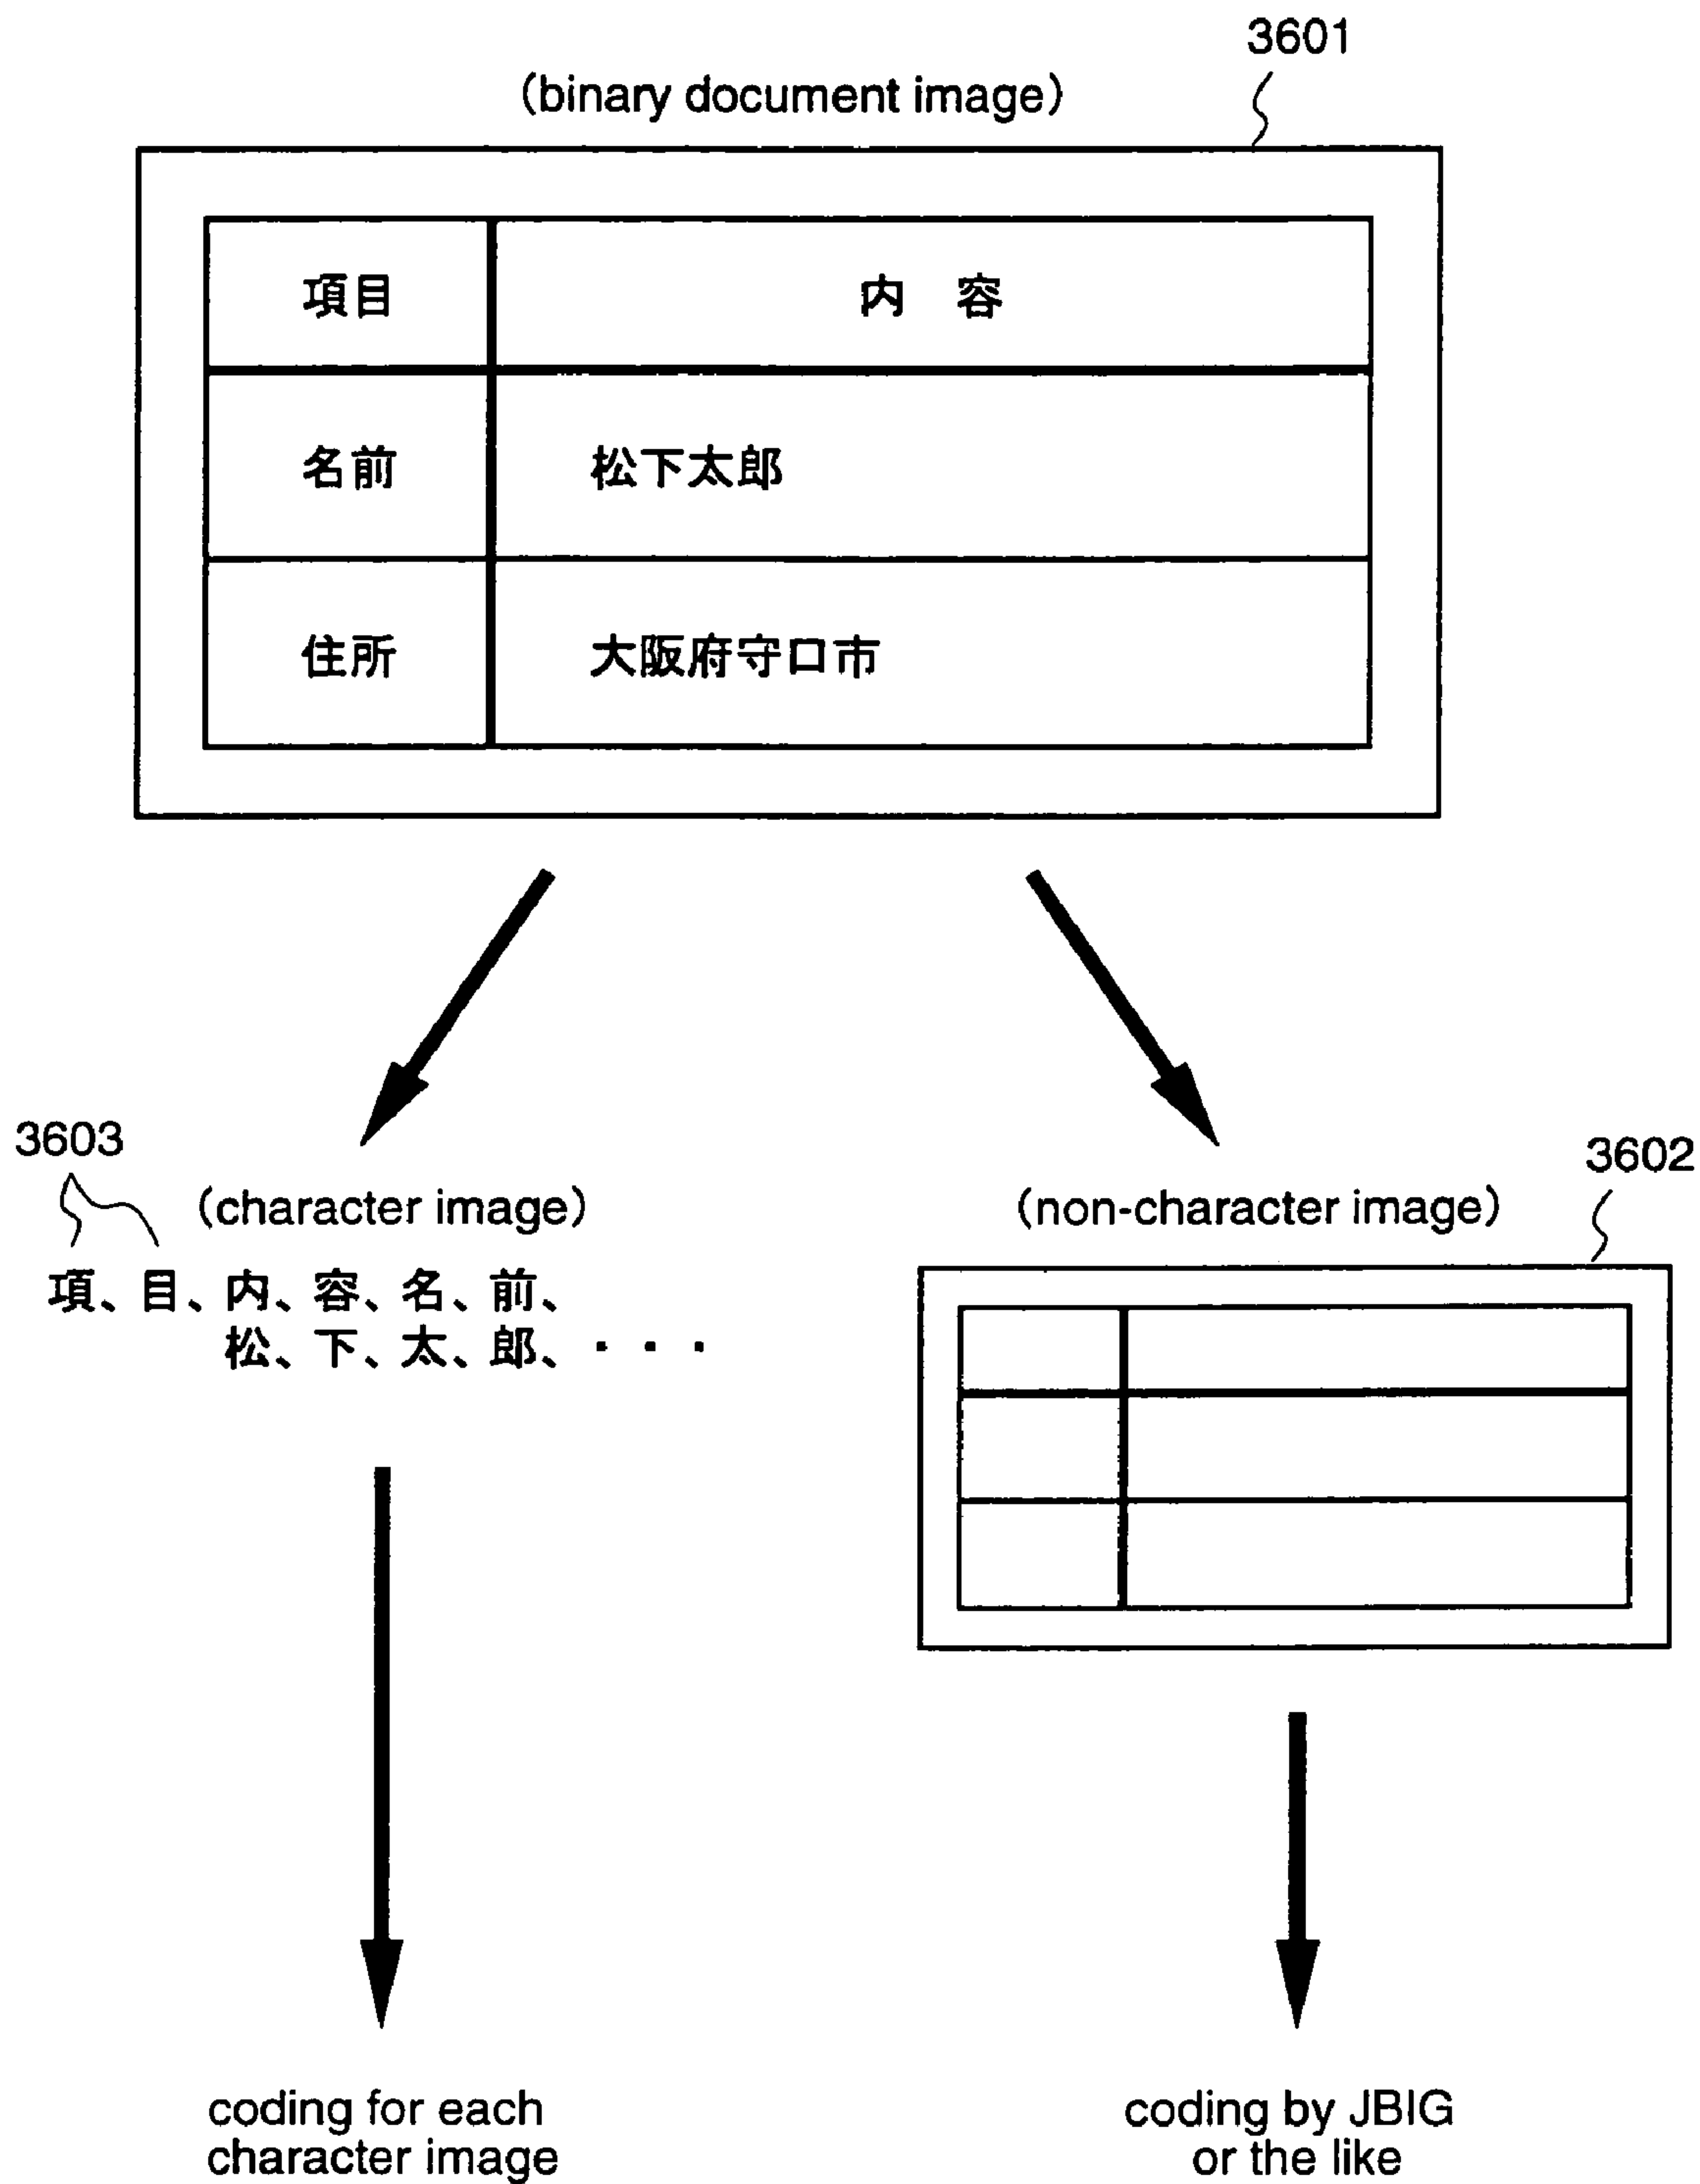 3601
(binary document image)
項目 内 容
名前 松下太郎
住所 大阪府守口市
3603
(character image)
項、目、内、容、名、前、
松、下、太、郎、・・・
3602
(non-character image)
coding for each
character image
coding by JBIG
or the like